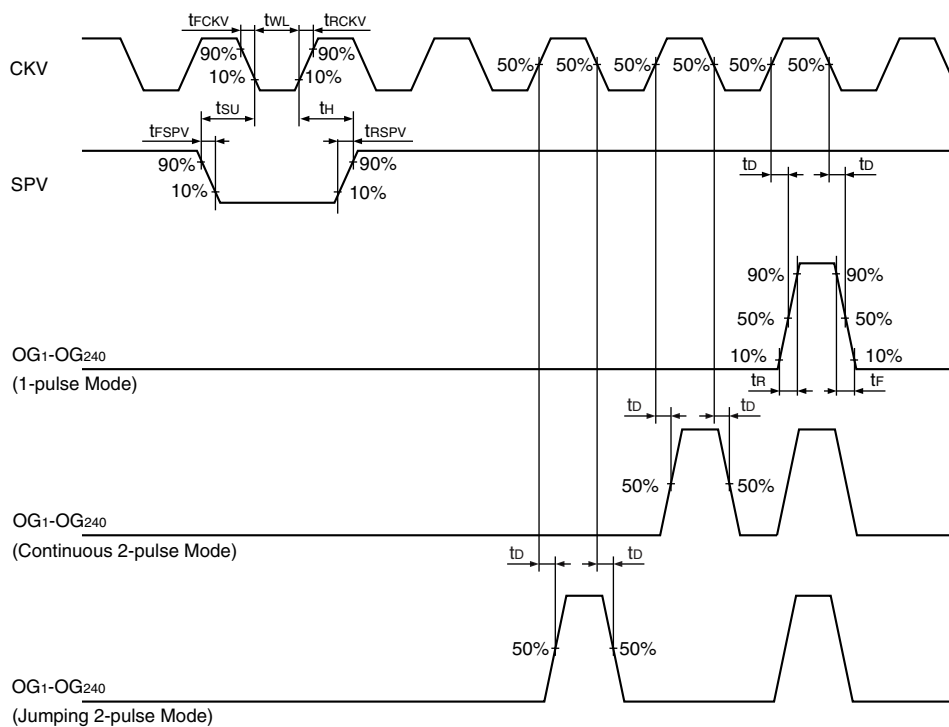 tFCKV tWL tRCKV
90% 90%
CKV
10% 10%
50% 50% 50% 50% 50% 50%
tSU tH
tFSPV tRSPV
90% 90%
SPV
10% 10%
tD tD
90% 90%
50% 50%
OG1-OG240
10% 10%
(1-pulse Mode)
tR tF
tD tD
50% 50%
OG1-OG240
(Continuous 2-pulse Mode)
tD tD
50% 50%
OG1-OG240
(Jumping 2-pulse Mode)